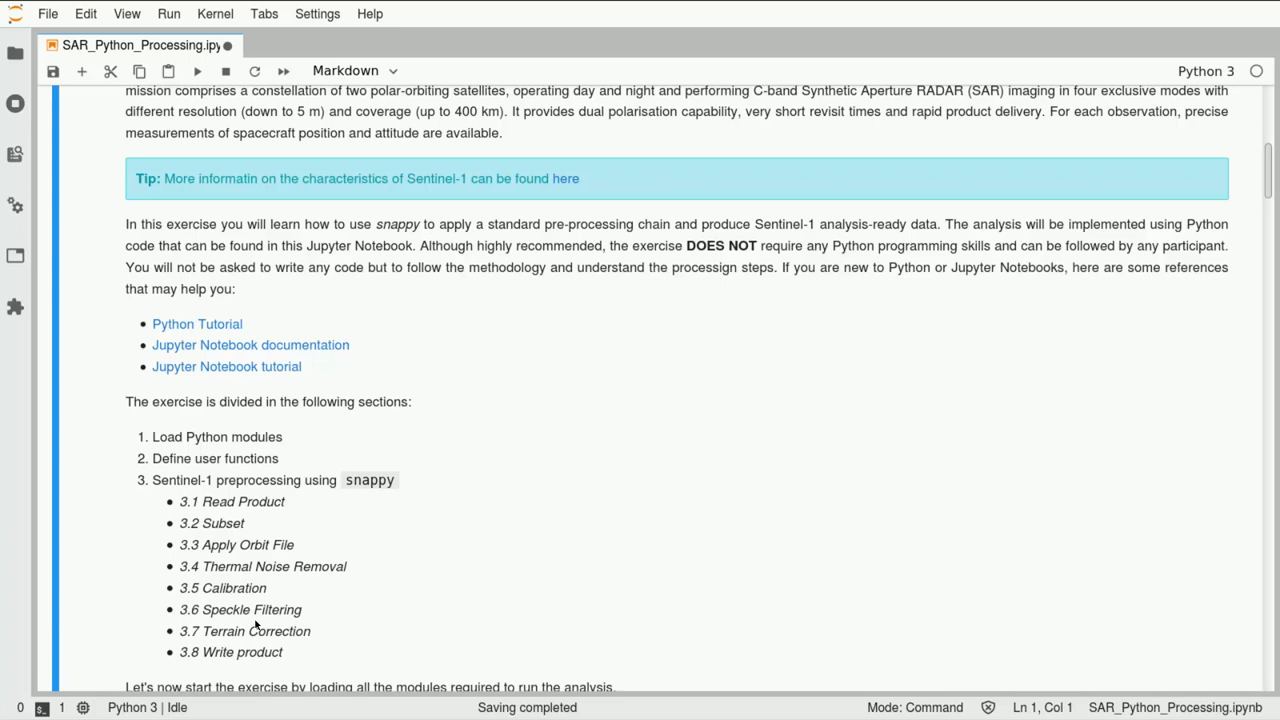 File Edit View Run Kernel Tabs Settings Help
SAR_Python_Processing.ipy
Markdown Python 3
mission comprises a constellation of two polar-orbiting satellites, operating day and night and performing C-band Synthetic Aperture RADAR (SAR) imaging in four exclusive modes with
different resolution (down to 5 m) and coverage (up to 400 km). It provides dual polarisation capability, very short revisit times and rapid product delivery. For each observation, precise
measurements of spacecraft position and attitude are available.
Tip: More informatin on the characteristics of Sentinel-1 can be found here
In this exercise you will learn how to use snappy to apply a standard pre-processing chain and produce Sentinel-1 analysis-ready data. The analysis will be implemented using Python
code that can be found in this Jupyter Notebook. Although highly recommended, the exercise DOES NOT require any Python programming skills and can be followed by any participant.
You will not be asked to write any code but to follow the methodology and understand the processign steps. If you are new to Python or Jupyter Notebooks, here are some references
that may help you:
• Python Tutorial
• Jupyter Notebook documentation
• Jupyter Notebook tutorial
The exercise is divided in the following sections:
1. Load Python modules
2. Define user functions
3. Sentinel-1 preprocessing using snappy
• 3.1 Read Product
• 3.2 Subset
• 3.3 Apply Orbit File
• 3.4 Thermal Noise Removal
• 3.5 Calibration
• 3.6 Speckle Filtering
• 3.7 Terrain Correction
• 3.8 Write product
Let's now start the exercise by loading all the modules required to run the analysis.
0 1 Python 3 | Idle Saving completed Mode: Command Ln 1, Col 1 SAR_Python_Processing.ipynb